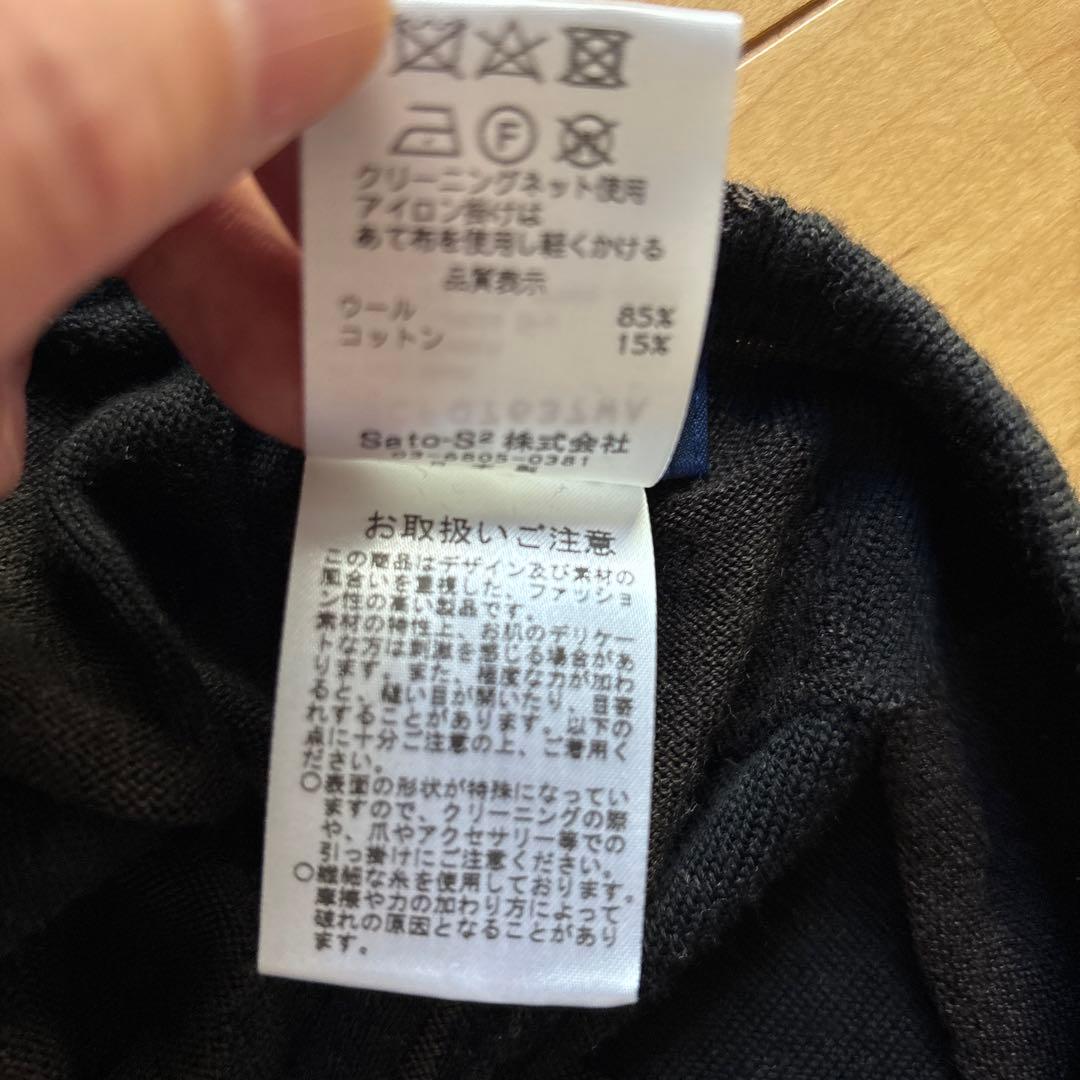 F
クリーニングネット使用
アイロン掛けは
あて布を使用し軽くかける
品質表示
ウール 85%
コットン 15%
Sato-S² 株式会社
03-6805-0381
お取扱いご注意
この商品はデザイン及び素材の
風合いを重視した、ファッショ
ン性の高い製品です。
素材の特性上、お肌のデリケー
トな方は刺激を感じる場合があ
ります。また、極度な力が加わ
ると、縫い目が開いたり、目寄
れすることがあります。以下の
点に十分ご注意の上、ご着用く
ださい。
○表面の形状が特殊になってい
ますので、クリーニングの際
や、爪やアクセサリー等での
引っ掛けにご注意ください。
○繊細な糸を使用しております。
摩擦や力の加わり方によって
破れの原因となることがあり
ます。